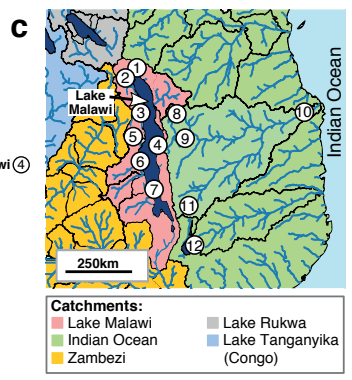 c
Lake
Malawi
Indian Ocean
1
2
3
4
5
6
7
8
9
10
11
12
wi 4
250km
Catchments:
Lake Malawi
Indian Ocean
Zambezi
Lake Rukwa
Lake Tanganyika
(Congo)